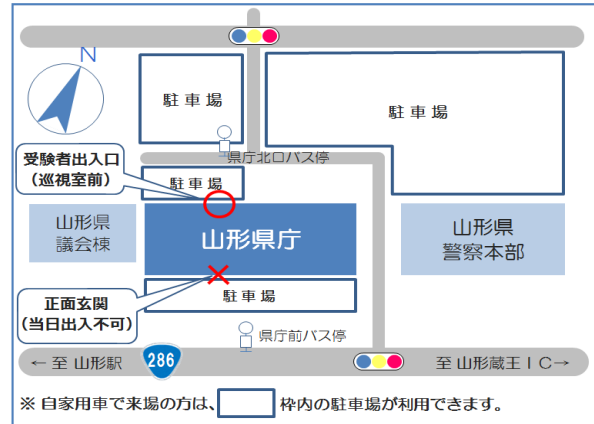 N
駐車場
駐車場
県庁北口バス停
受験者出入口
（巡視室前）
駐車場
山形県
議会棟
山形県庁
山形県
警察本部
正面玄関
（当日出入不可）
駐車場
県庁前バス停
← 至 山形駅
286
至 山形蔵王ＩＣ→
※ 自家用車で来場の方は、 枠内の駐車場が利用できます。